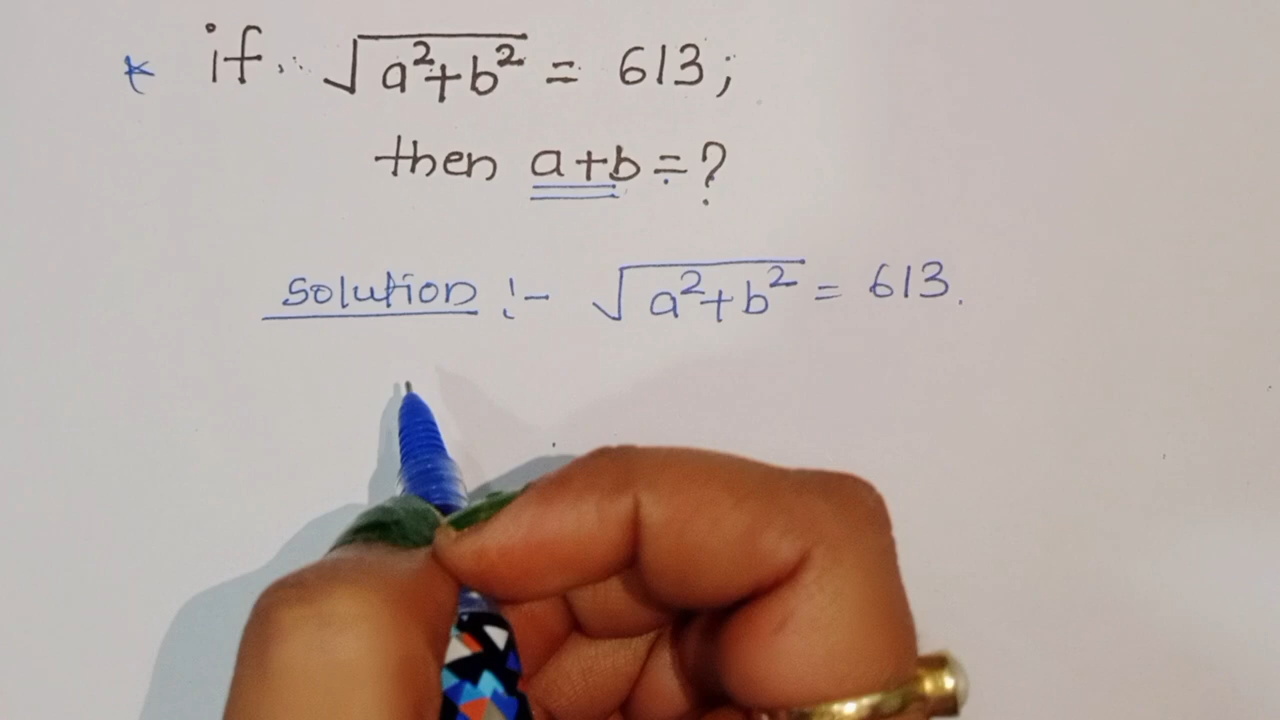 * if √a²+b² = 613;
then a+b = ?
Solution :- √a²+b² = 613.